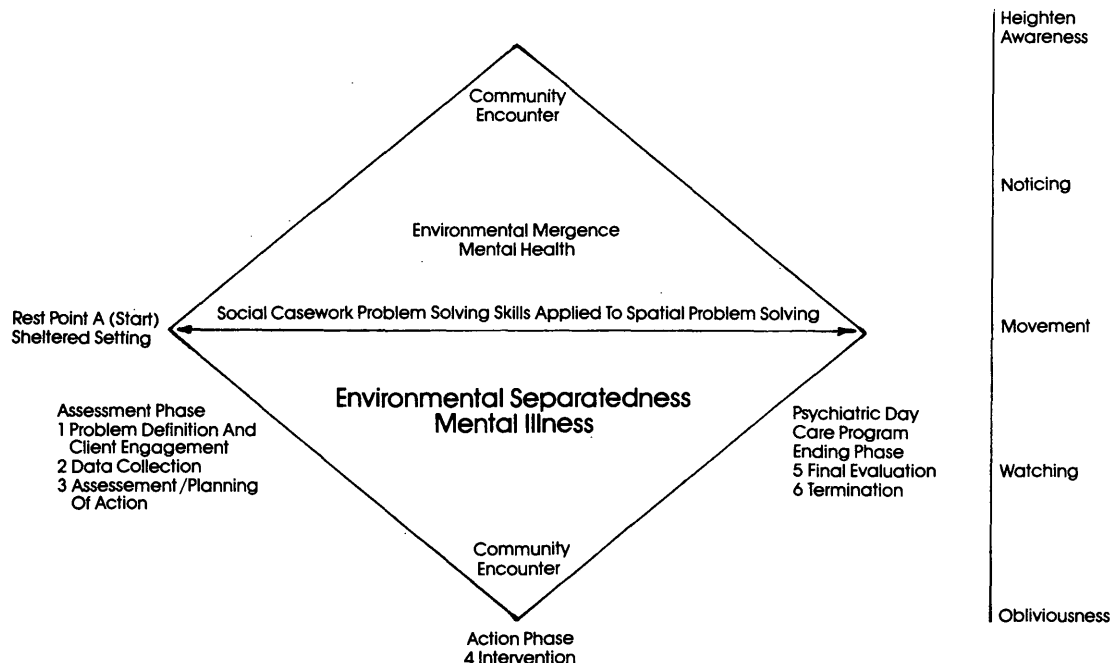 Heighten
Awareness
Community
Encounter
Noticing
Environmental Mergence
Mental Health
Rest Point A (Start)
Sheltered Setting
Social Casework Problem Solving Skills Applied To Spatial Problem Solving
Movement
Environmental Separatedness
Mental Illness
Assessment Phase
1 Problem Definition And
Client Engagement
2 Data Collection
3 Assessement/Planning
Of Action
Psychiatric Day
Care Program
Ending Phase
5 Final Evaluation
6 Termination
Watching
Community
Encounter
Obliviousness
Action Phase
4 Intervention